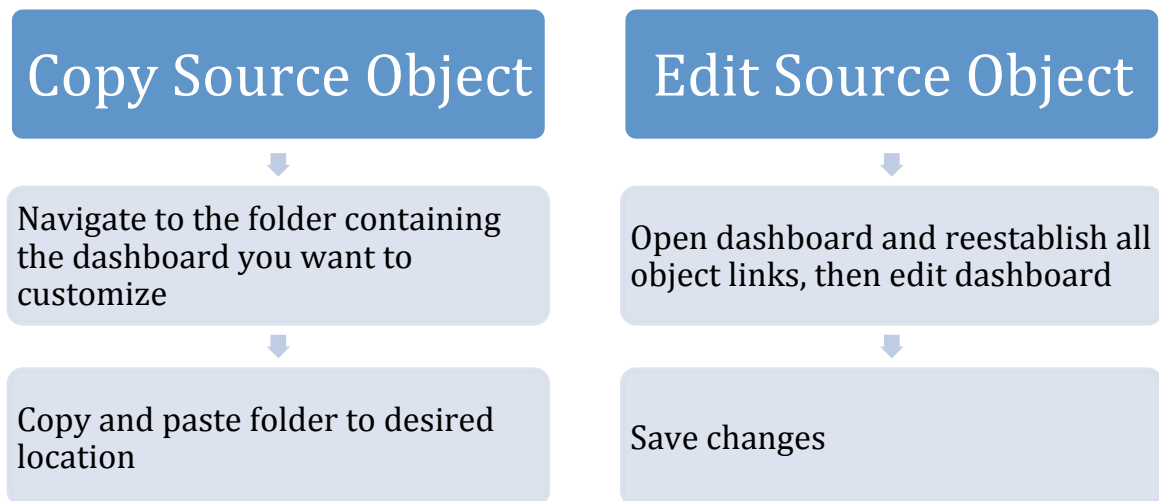 Copy Source Object
Navigate to the folder containing
the dashboard you want to
customize
Copy and paste folder to desired
location
Edit Source Object
Open dashboard and reestablish all
object links, then edit dashboard
Save changes